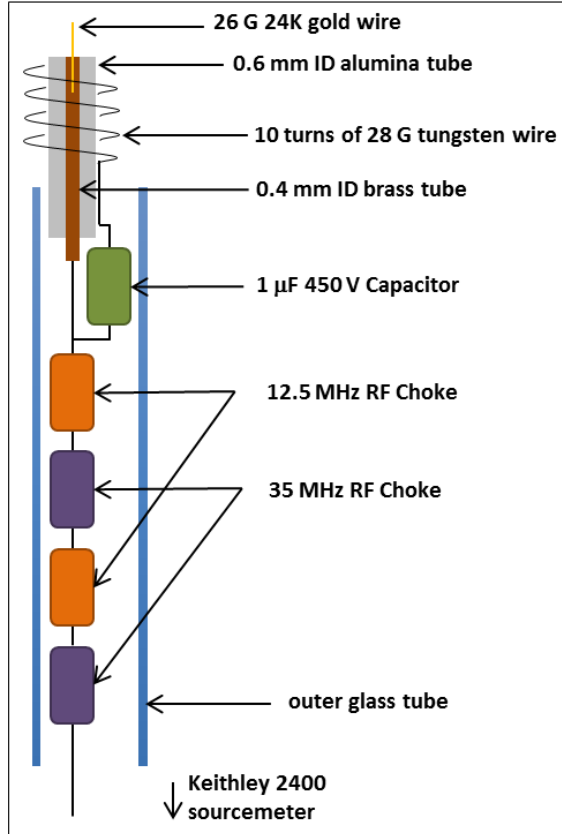 26 G 24K gold wire
0.6 mm ID alumina tube
10 turns of 28 G tungsten wire
0.4 mm ID brass tube
1 µF 450 V Capacitor
12.5 MHz RF Choke
35 MHz RF Choke
outer glass tube
Keithley 2400
sourcemeter